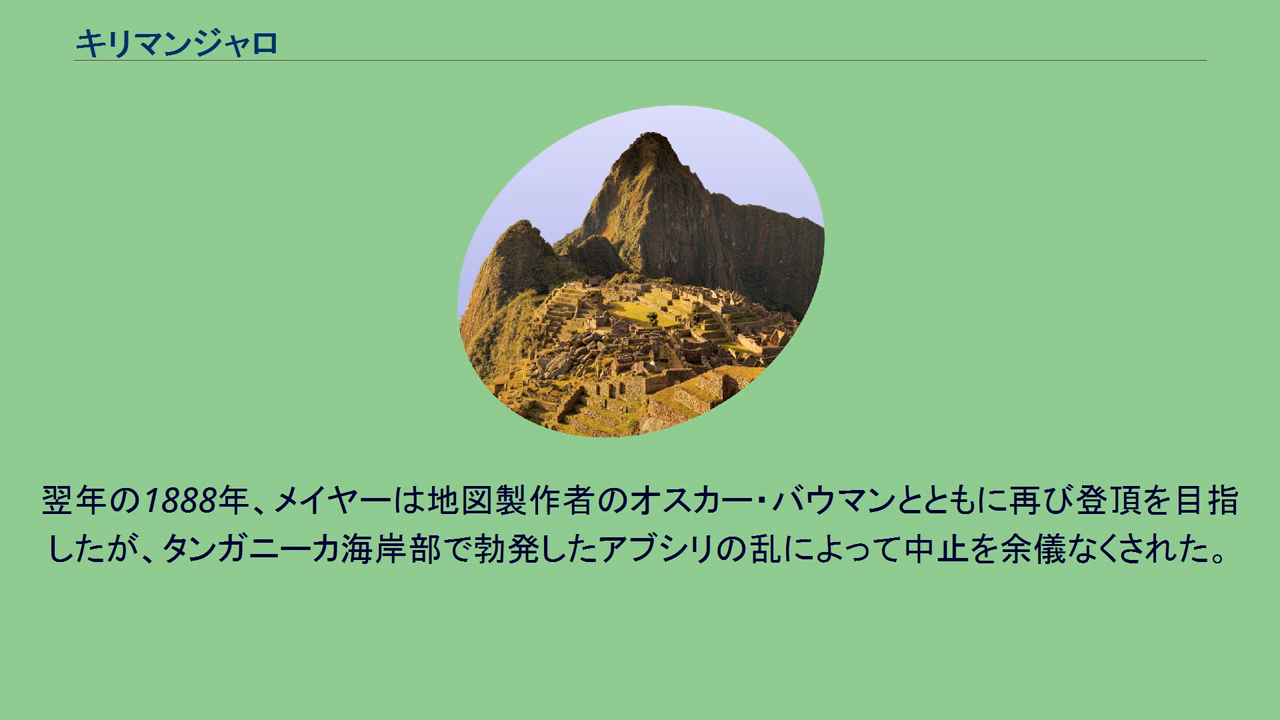 キリマンジャロ
翌年の1888年、メイヤーは地図製作者のオスカー・バウマンとともに再び登頂を目指
したが、タンガニーカ海岸部で勃発したアブシリの乱によって中止を余儀なくされた。